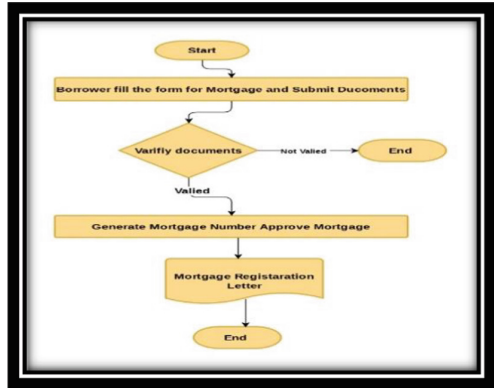 Start
Borrower fill the form for Mortgage and Submit Ducoments
Varifiy documents
Not Valied
End
Valied
Generate Mortgage Number Approve Mortgage
Mortgage Registaration
Letter
End